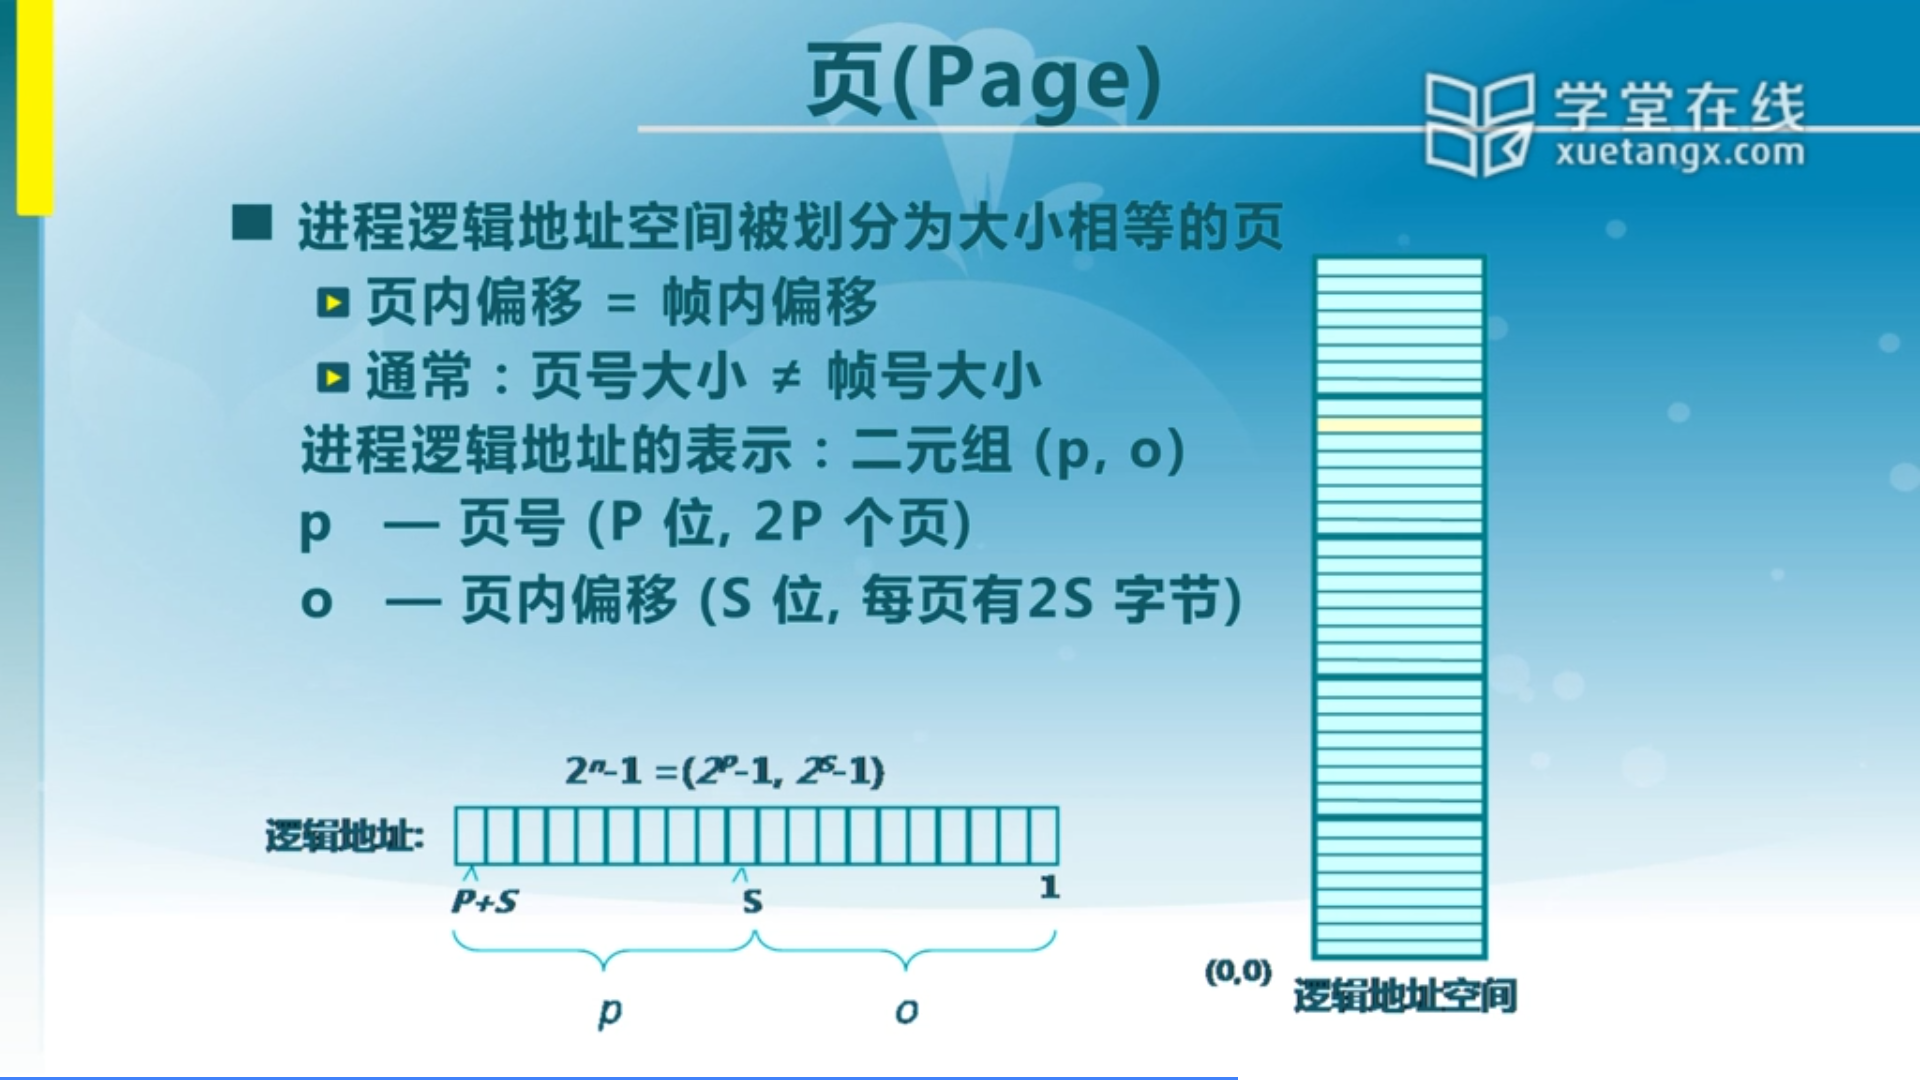 页(Page)
学堂在线
xuetangx.com
进程逻辑地址空间被划分为大小相等的页
页内偏移 = 帧内偏移
通常：页号大小 ≠ 帧号大小
进程逻辑地址的表示：二元组 (p, o)
p — 页号 (P 位, 2P 个页)
o — 页内偏移 (S 位, 每页有2S 字节)
2ⁿ-1 =(2ᴾ-1, 2ˢ-1)
逻辑地址:
P+S S 1
p o
(0,0)
逻辑地址空间